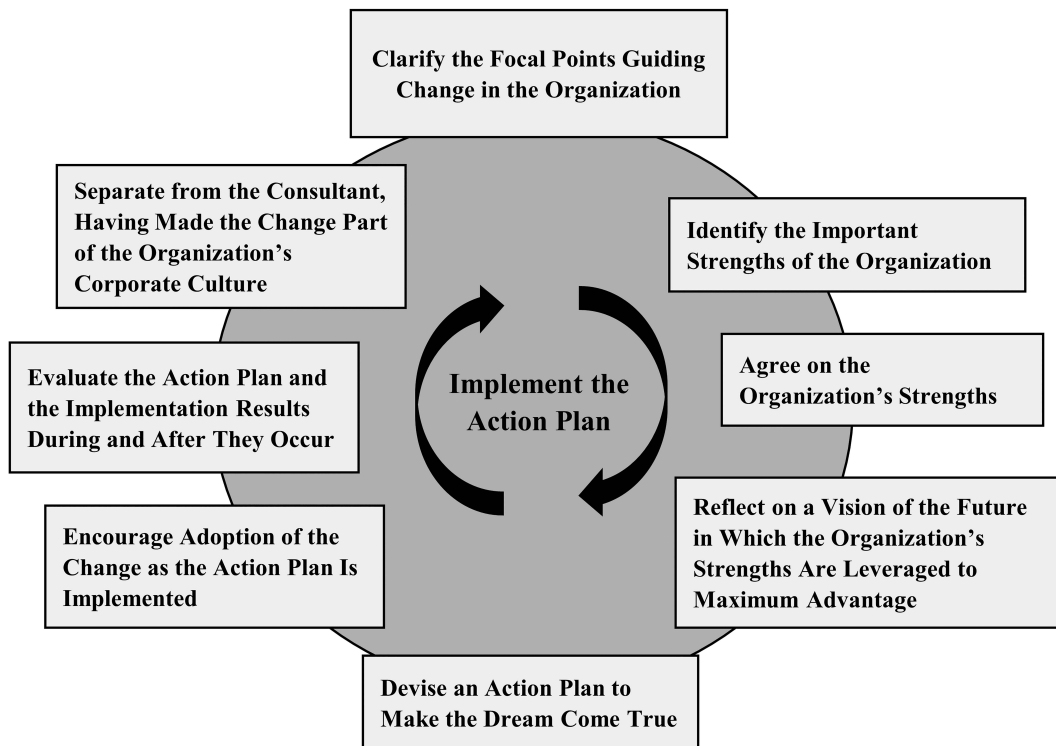 Clarify the Focal Points Guiding
Change in the Organization
Identify the Important
Strengths of the Organization
Agree on the
Organization’s Strengths
Reflect on a Vision of the Future
in Which the Organization’s
Strengths Are Leveraged to
Maximum Advantage
Devise an Action Plan to
Make the Dream Come True
Encourage Adoption of the
Change as the Action Plan Is
Implemented
Evaluate the Action Plan and
the Implementation Results
During and After They Occur
Separate from the Consultant,
Having Made the Change Part
of the Organization’s
Corporate Culture
Implement the
Action Plan